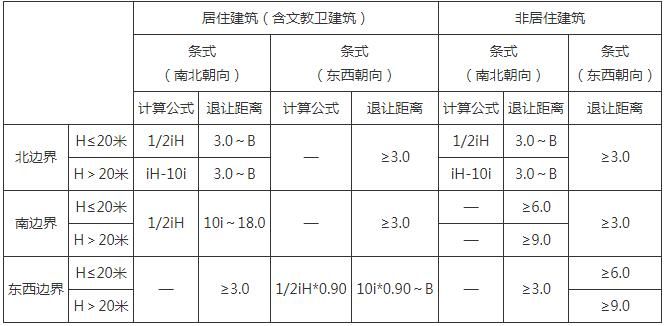 居住建筑（含文教卫建筑） 非居住建筑
条式 条式 条式 条式
（南北朝向） （东西朝向） （南北朝向） （东西朝向）
计算公式 退让距离 计算公式 退让距离 计算公式 退让距离
北边界 H≤20米 1/2iH 3.0～B — ≥3.0 1/2iH 3.0～B ≥3.0
H＞20米 iH-10i 3.0～B iH-10i 3.0～B
南边界 H≤20米 1/2iH 10i～18.0 — ≥3.0 — ≥6.0 ≥3.0
H＞20米 — ≥9.0
东西边界 H≤20米 — ≥3.0 1/2iH*0.90 10i*0.90～B — ≥3.0 ≥6.0
H＞20米 ≥9.0